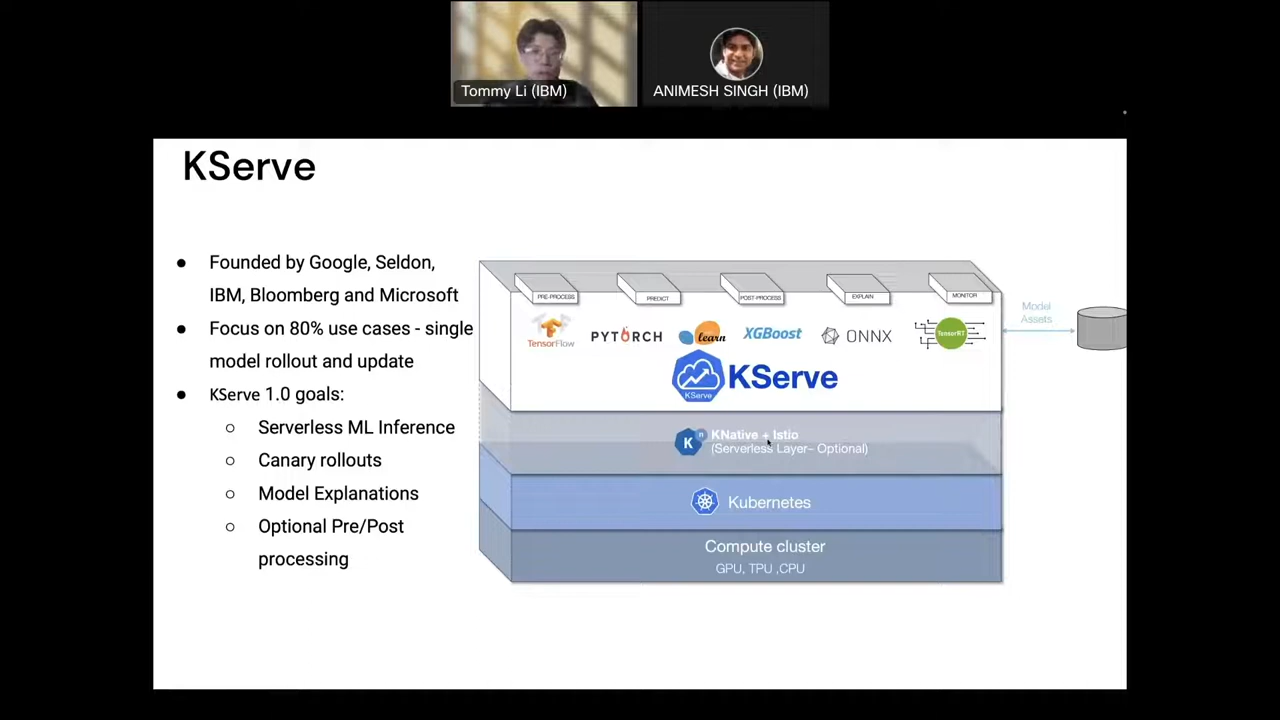 Tommy Li (IBM)
ANIMESH SINGH (IBM)
KServe
● Founded by Google, Seldon,
IBM, Bloomberg and Microsoft
● Focus on 80% use cases - single
model rollout and update
● KServe 1.0 goals:
○ Serverless ML Inference
○ Canary rollouts
○ Model Explanations
○ Optional Pre/Post
processing
PRE-PROCESS
PREDICT
POST-PROCESS
EXPLAIN
MONITOR
TensorFlow
PYTORCH
learn
XGBoost
ONNX
TensorRT
KServe
KServe
Model
Assets
K n
KNative + Istio
(Serverless Layer– Optional)
Kubernetes
Compute cluster
GPU, TPU ,CPU